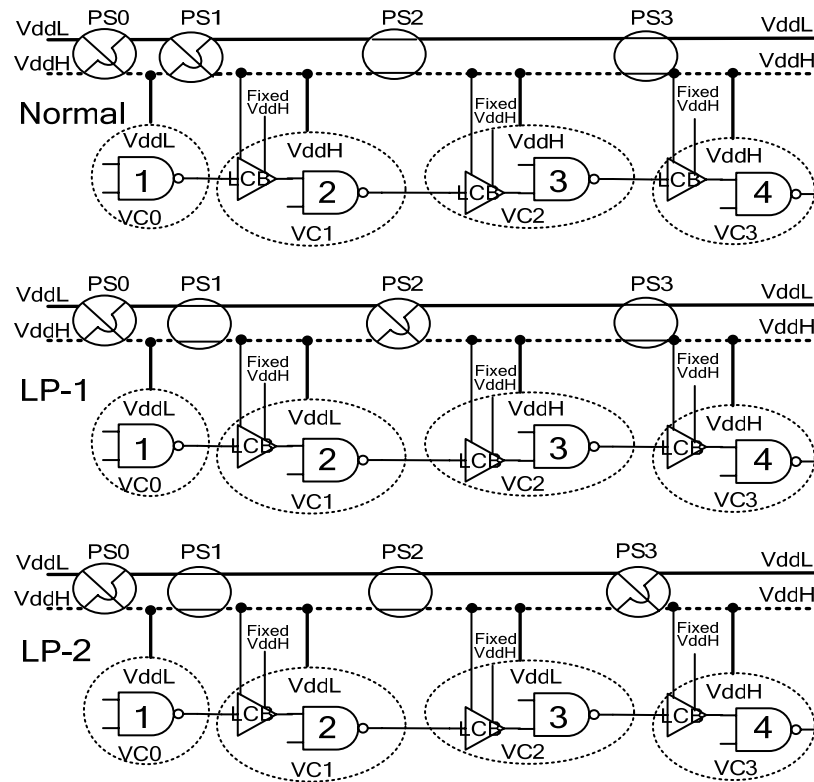 PS0 PS1 PS2 PS3
VddL VddL
VddH VddH
Normal
Fixed VddH Fixed VddH Fixed VddH
VddL VddH VddH VddH
1 LCB 2 LCB 3 LCB 4
VC0 VC1 VC2 VC3
PS0 PS1 PS2 PS3
VddL VddL
VddH VddH
LP-1
Fixed VddH Fixed VddH Fixed VddH
VddL VddL VddH VddH
1 LCB 2 LCB 3 LCB 4
VC0 VC1 VC2 VC3
PS0 PS1 PS2 PS3
VddL VddL
VddH VddH
LP-2
Fixed VddH Fixed VddH Fixed VddH
VddL VddL VddL VddH
1 LCB 2 LCB 3 LCB 4
VC0 VC1 VC2 VC3